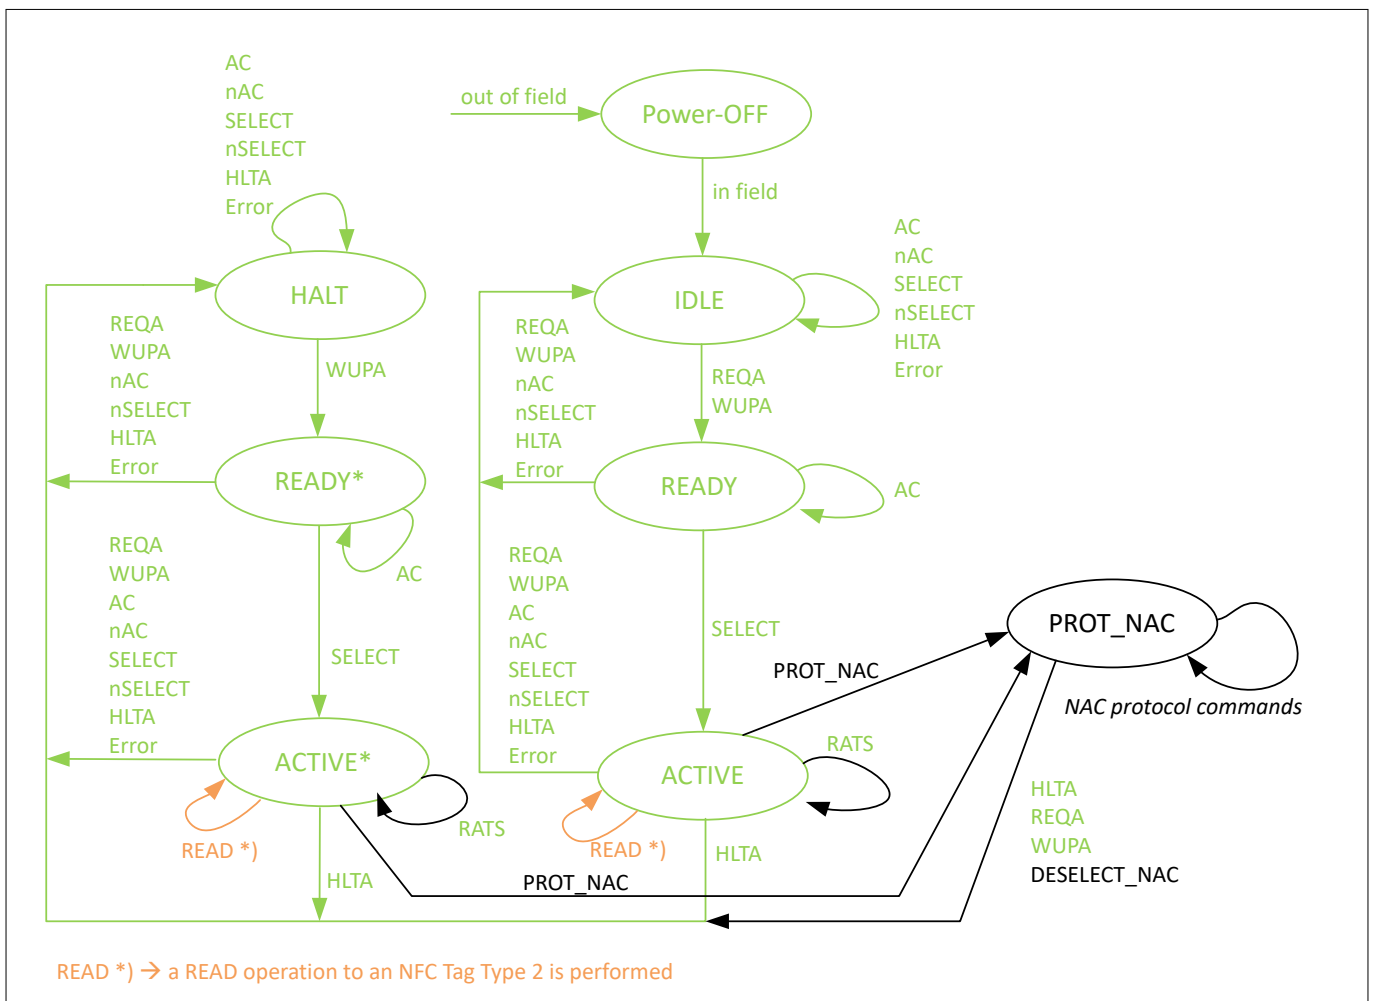 AC
nAC
SELECT
nSELECT
HLTA
Error
out of field
Power-OFF
in field
AC
nAC
SELECT
nSELECT
HLTA
Error
HALT
IDLE
REQA
WUPA
nAC
nSELECT
HLTA
Error
WUPA
REQA
WUPA
nAC
nSELECT
HLTA
Error
REQA
WUPA
READY*
AC
READY
AC
REQA
WUPA
AC
nAC
SELECT
nSELECT
HLTA
Error
SELECT
REQA
WUPA
AC
nAC
SELECT
nSELECT
HLTA
Error
SELECT
PROT_NAC
PROT_NAC
NAC protocol commands
ACTIVE*
RATS
READ *)
HLTA
ACTIVE
RATS
READ *)
HLTA
PROT_NAC
HLTA
REQA
WUPA
DESELECT_NAC
READ *) → a READ operation to an NFC Tag Type 2 is performed